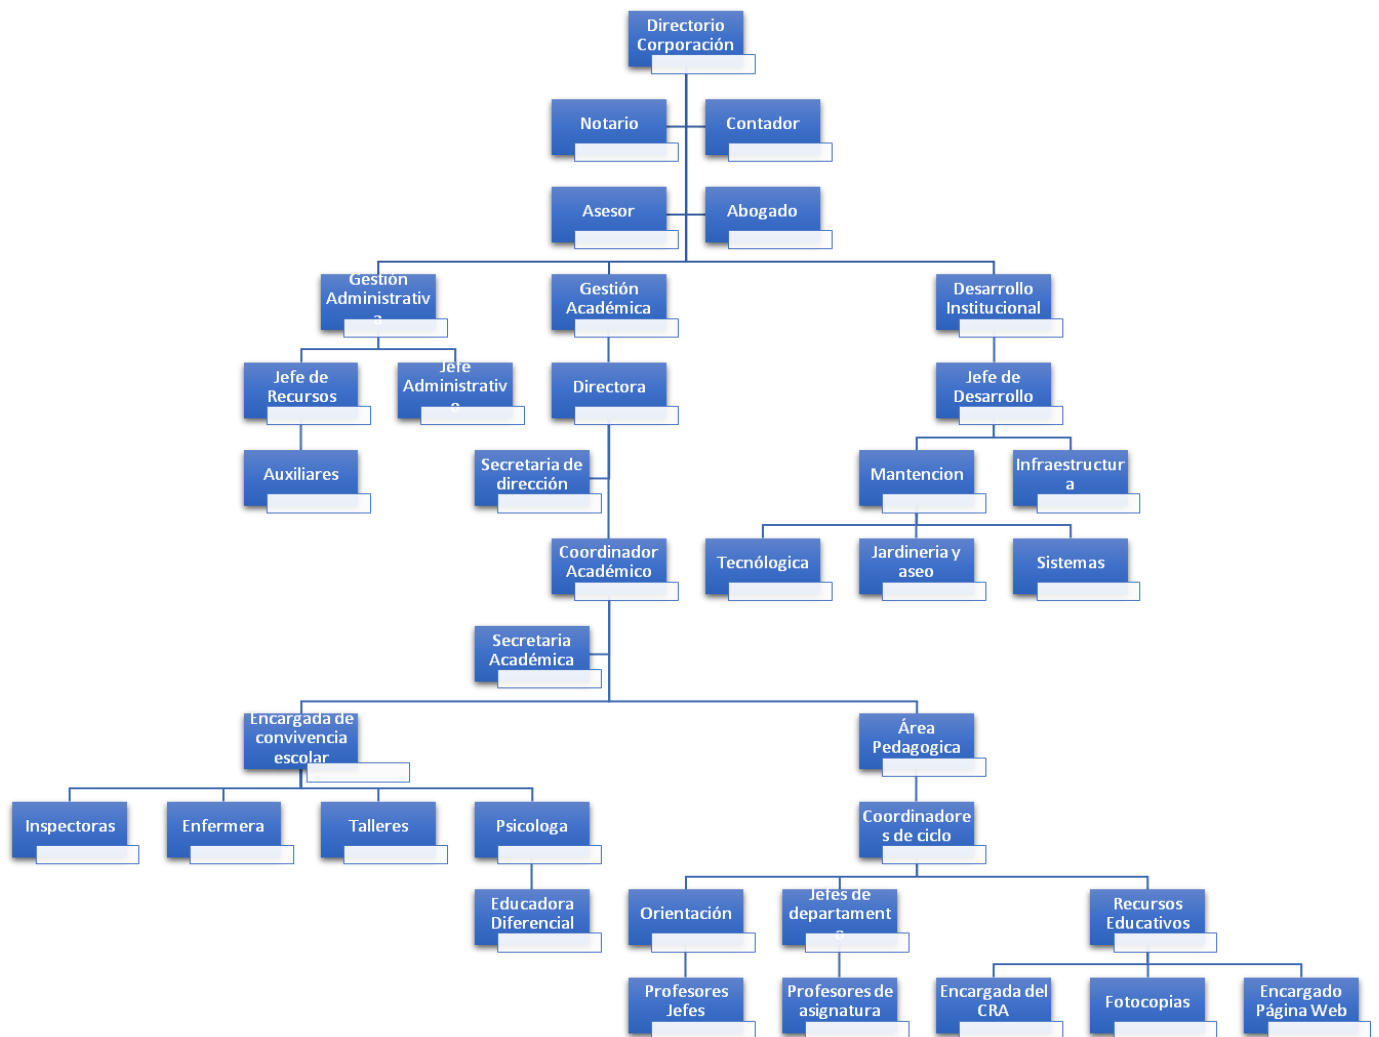 Directorio
Corporación
Notario
Contador
Asesor
Abogado
Gestión
Administrativ
a
Gestión
Académica
Desarrollo
Institucional
Jefe de
Recursos
Jefe
Administrativ
o
Directora
Jefe de
Desarrollo
Auxiliares
Secretaria de
dirección
Mantencion
Infraestructur
a
Coordinador
Académico
Tecnólogica
Jardineria y
aseo
Sistemas
Secretaria
Académica
Encargada de
convivencia
escolar
Área
Pedagogica
Inspectoras
Enfermera
Talleres
Psicologa
Coordinadore
s de ciclo
Educadora
Diferencial
Orientación
Jefes de
departament
o
Recursos
Educativos
Profesores
Jefes
Profesores de
asignatura
Encargada del
CRA
Fotocopias
Encargado
Página Web